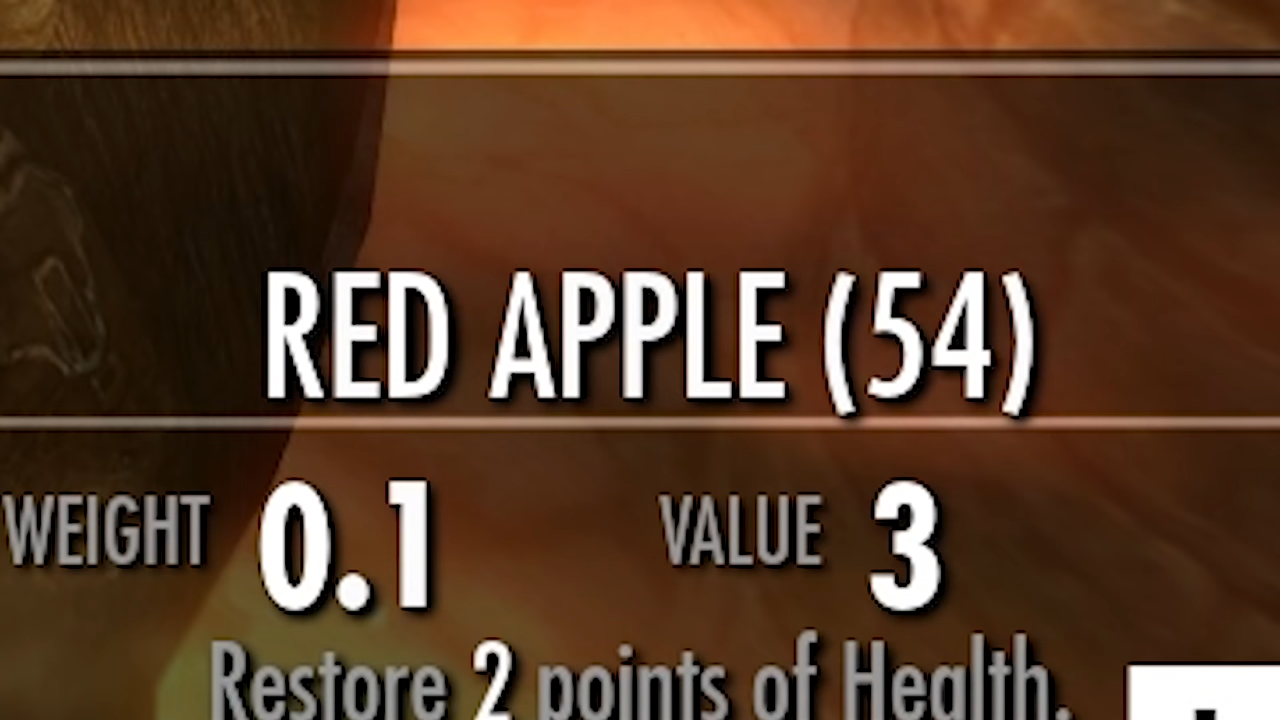 RED APPLE (54)
WEIGHT 0.1 VALUE 3
Restore 2 points of Health.